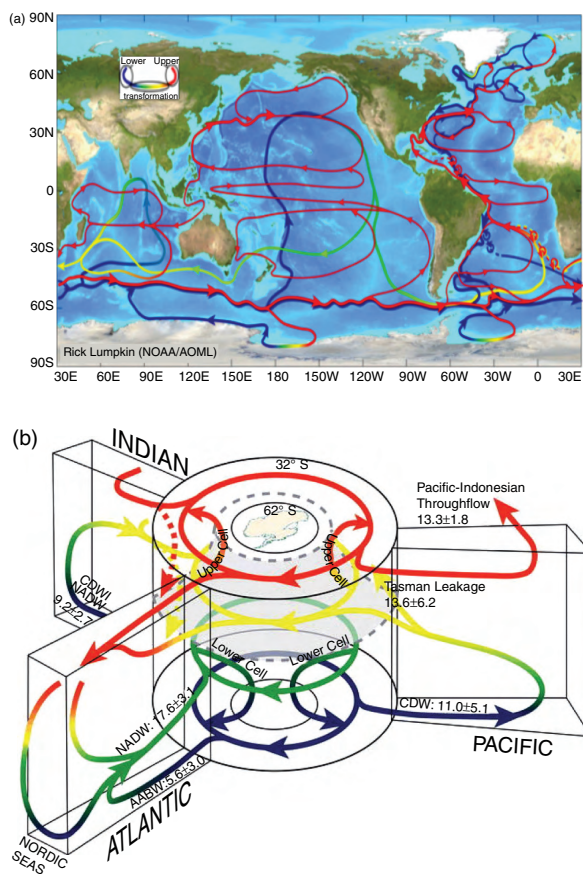 (a)
90N
60N
30N
0
30S
60S
90S
Lower Upper
transformation
Rick Lumpkin (NOAA/AOML)
30E 60E 90E 120E 150E 180 150W 120W 90W 60W 30W 0 30E
(b)
INDIAN
32° S
62° S
Pacific-Indonesian
Throughflow
13.3±1.8
Upper Cell
Upper Cell
Tasman Leakage
13.6±6.2
CDWI
NADW
9.2±2.7
Lower Cell
Lower Cell
NADW: 17.6±3.1
CDW: 11.0±5.1
AABW:5.6±3.0
PACIFIC
ATLANTIC
NORDIC
SEAS